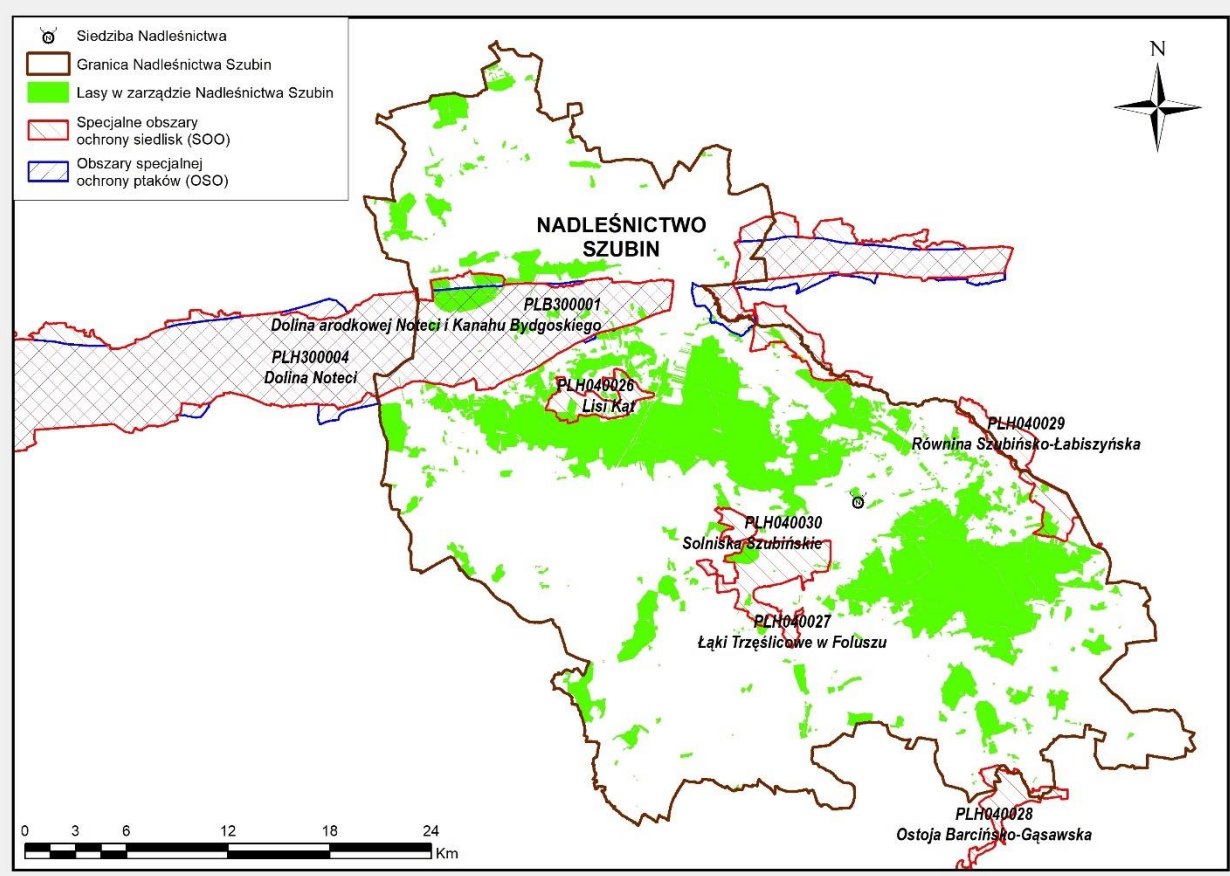 Siedziba Nadleśnictwa
Granica Nadleśnictwa Szubin
Lasy w zarządzie Nadleśnictwa Szubin
Specjalne obszary
ochrony siedlisk (SOO)
Obszary specjalnej
ochrony ptaków (OSO)
N
NADLEŚNICTWO
SZUBIN
PLB300001
Dolina arodkowej Noteci i Kanahu Bydgoskiego
PLH300004
Dolina Noteci
PLH040026
Lisi Kąt
PLH040029
Równina Szubińsko-Łabiszyńska
N
PLH040030
Solniska Szubińskie
PLH040027
Łąki Trzęślicowe w Foluszu
PLH040028
Ostoja Barcińsko-Gąsawska
0 3 6 12 18 24
Km